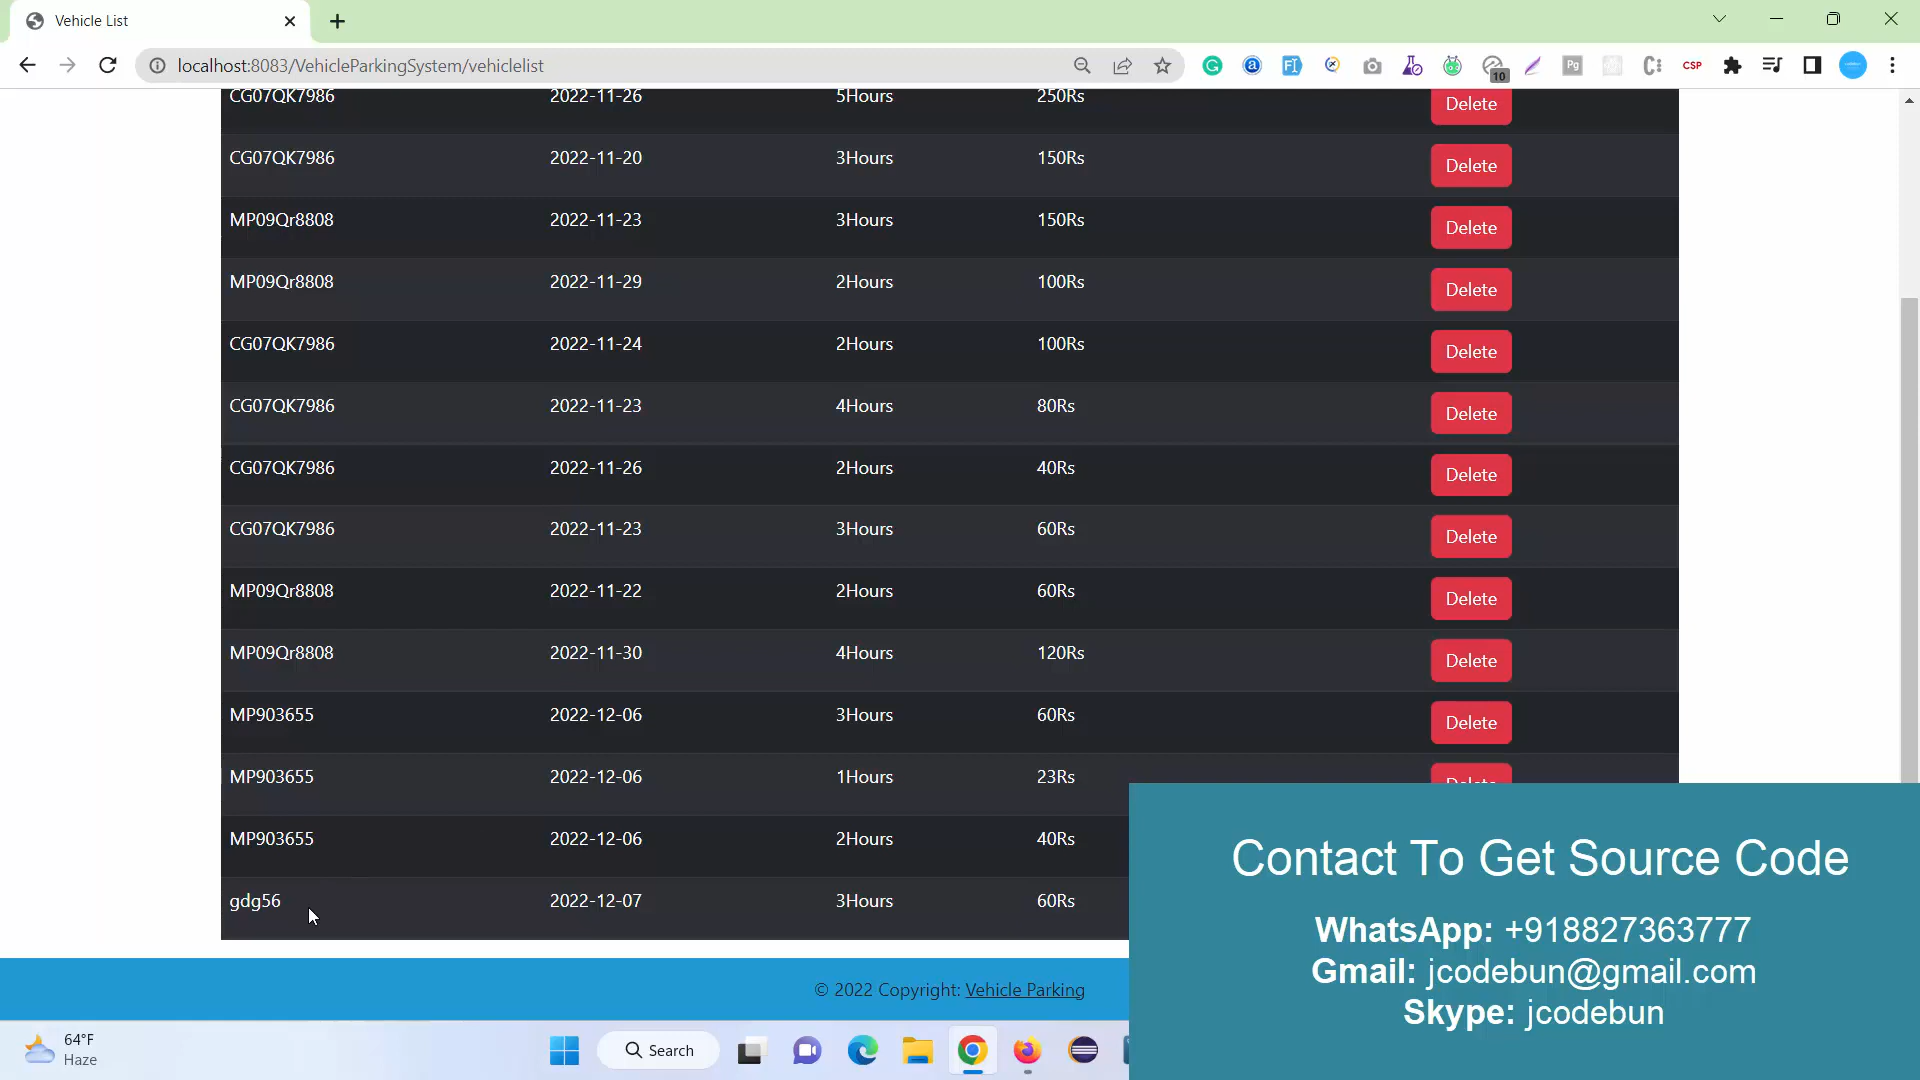 Vehicle List
localhost:8083/VehicleParkingSystem/vehiclelist
10
Pg
CSP
CG07QK7986 2022-11-26 5Hours 250Rs Delete
CG07QK7986 2022-11-20 3Hours 150Rs Delete
MP09Qr8808 2022-11-23 3Hours 150Rs Delete
MP09Qr8808 2022-11-29 2Hours 100Rs Delete
CG07QK7986 2022-11-24 2Hours 100Rs Delete
CG07QK7986 2022-11-23 4Hours 80Rs Delete
CG07QK7986 2022-11-26 2Hours 40Rs Delete
CG07QK7986 2022-11-23 3Hours 60Rs Delete
MP09Qr8808 2022-11-22 2Hours 60Rs Delete
MP09Qr8808 2022-11-30 4Hours 120Rs Delete
MP903655 2022-12-06 3Hours 60Rs Delete
MP903655 2022-12-06 1Hours 23Rs Delete
MP903655 2022-12-06 2Hours 40Rs
gdg56 2022-12-07 3Hours 60Rs
© 2022 Copyright: Vehicle Parking
Contact To Get Source Code
WhatsApp: +918827363777
Gmail: jcodebun@gmail.com
Skype: jcodebun
64°F
Haze
Search